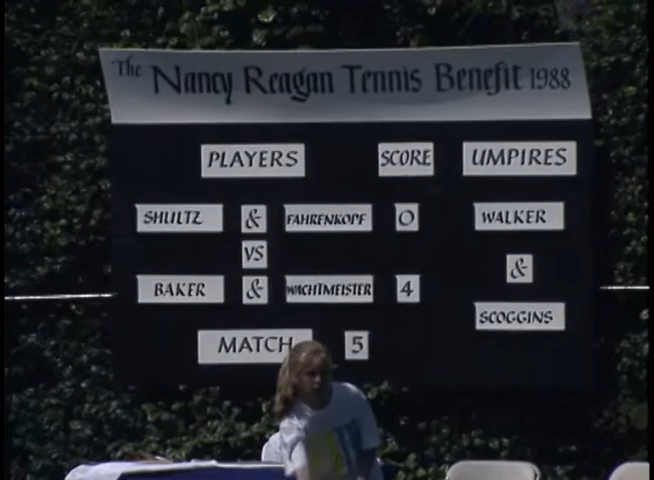 The Nancy Reagan Tennis Benefit 1988
PLAYERS SCORE UMPIRES
SHULTZ & FAHRENKOPF 0 WALKER
VS
&
BAKER & WACHTMEISTER 4
SCOGGINS
MATCH 5